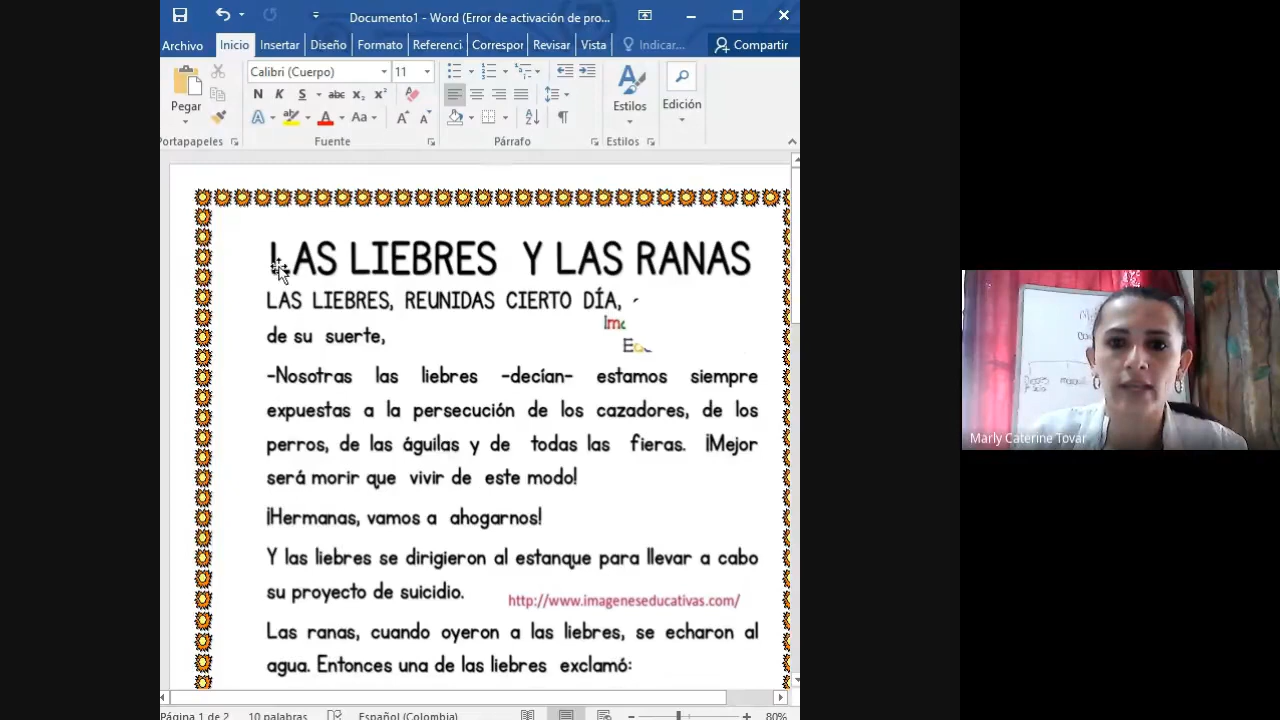 Documento1 - Word (Error de activación de pro...
Archivo Inicio Insertar Diseño Formato Referenci Correspor Revisar Vista Indicar... Compartir
Pegar
Calibri (Cuerpo) 11
N K S abc x₂ x²
A aby A Aa A A
Estilos
Edición
Portapapeles Fuente Párrafo Estilos
LAS LIEBRES Y LAS RANAS
LAS LIEBRES, REUNIDAS CIERTO DÍA,
de su suerte,
-Nosotras las liebres -decían- estamos siempre
expuestas a la persecución de los cazadores, de los
perros, de las águilas y de todas las fieras. ¡Mejor
será morir que vivir de este modo!
¡Hermanas, vamos a ahogarnos!
Y las liebres se dirigieron al estanque para llevar a cabo
su proyecto de suicidio.
http://www.imageneseducativas.com/
Las ranas, cuando oyeron a las liebres, se echaron al
agua. Entonces una de las liebres exclamó:
Página 1 de 2 10 palabras Español (Colombia) 80%
Marly Caterine Tovar